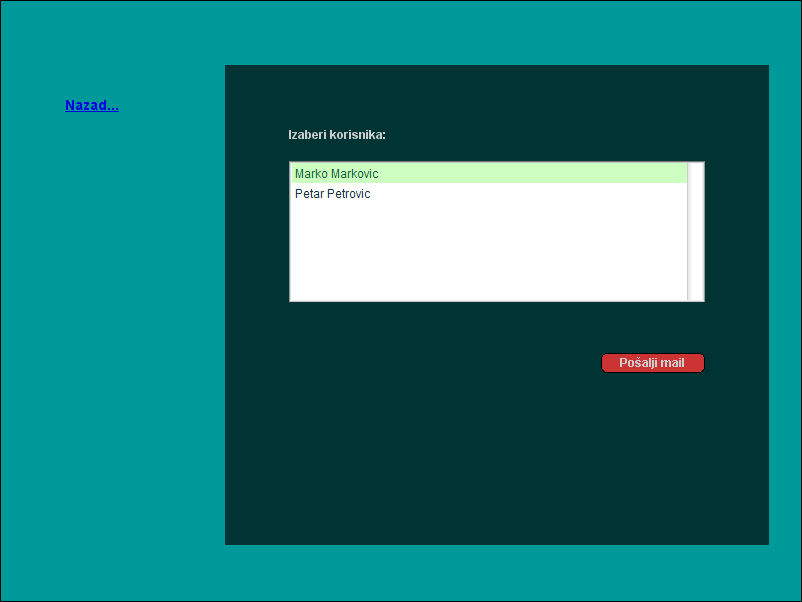 Nazad...
Izaberi korisnika:
Marko Markovic
Petar Petrovic
Pošalji mail